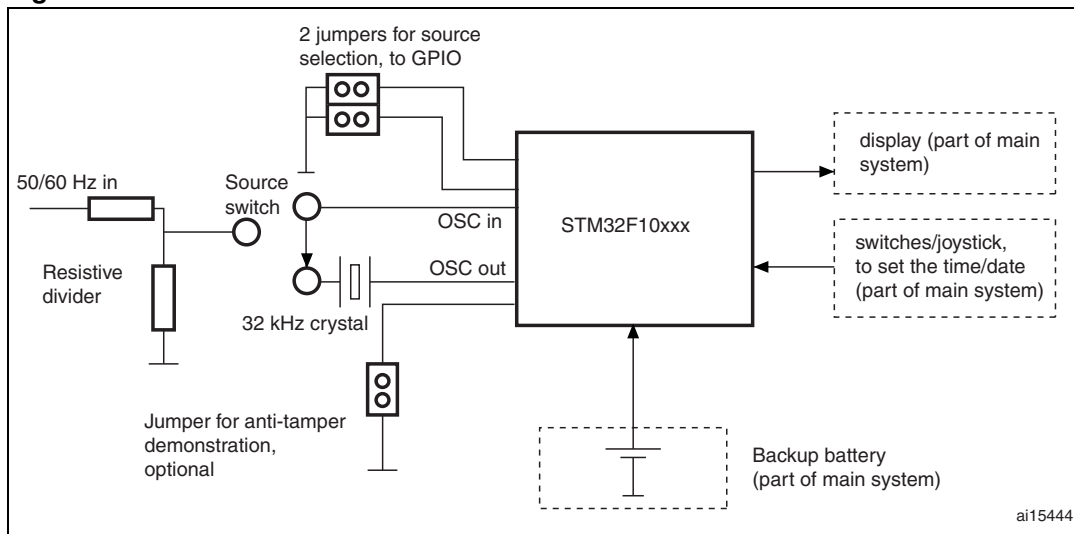 2 jumpers for source
selection, to GPIO
50/60 Hz in
Source
switch
OSC in
STM32F10xxx
display (part of main
system)
Resistive
divider
OSC out
32 kHz crystal
switches/joystick,
to set the time/date
(part of main system)
Jumper for anti-tamper
demonstration,
optional
Backup battery
(part of main system)
ai15444